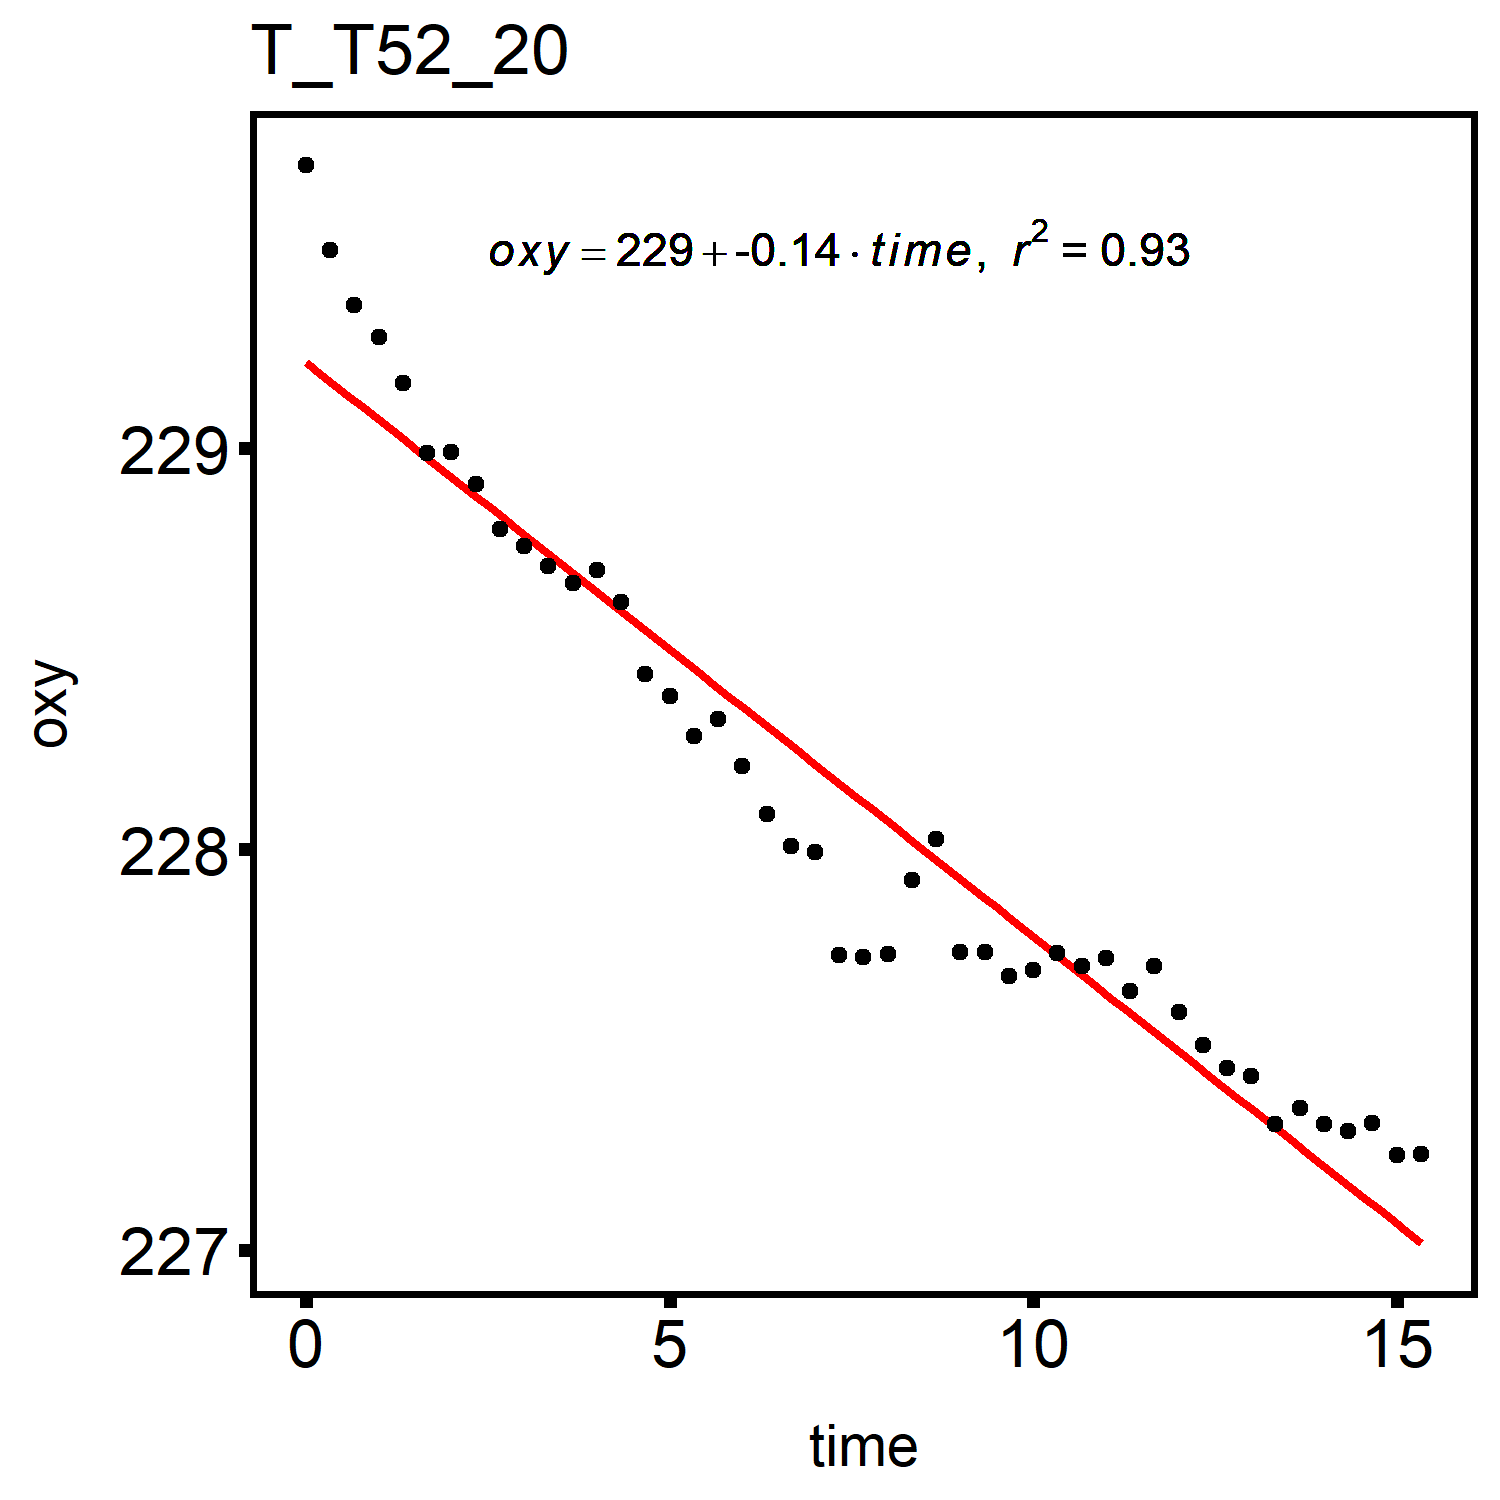 T_T52_20
oxy = 229 + -0.14 · time, r² = 0.93
229
228
227
oxy
0 5 10 15
time